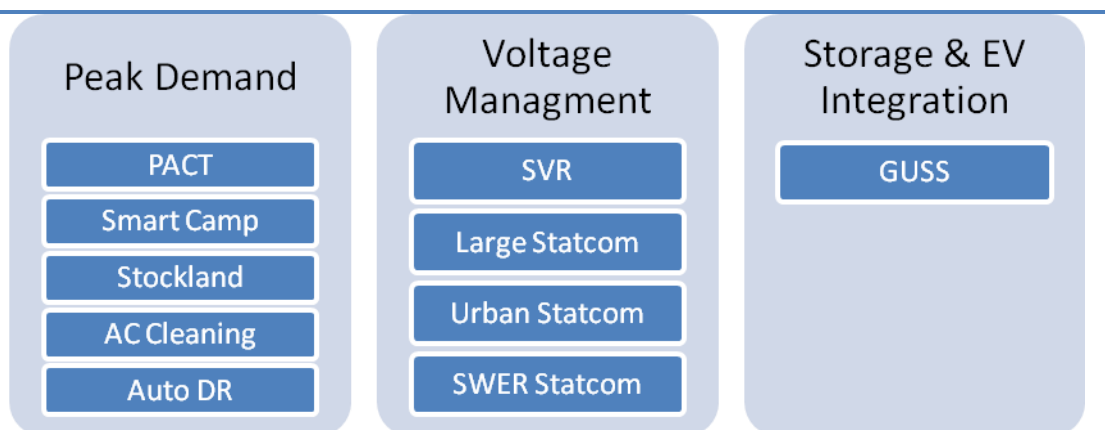 Peak Demand
PACT
Smart Camp
Stockland
AC Cleaning
Auto DR
Voltage
Managment
SVR
Large Statcom
Urban Statcom
SWER Statcom
Storage & EV
Integration
GUSS